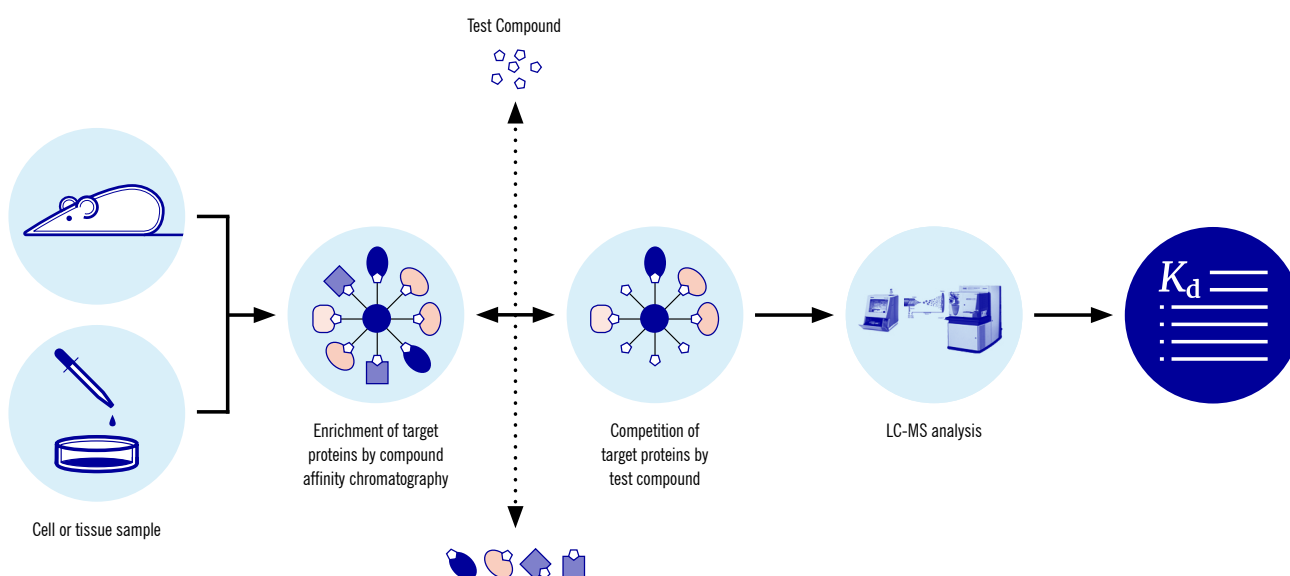 Test Compound
Cell or tissue sample
Enrichment of target
proteins by compound
affinity chromatography
Competition of
target proteins by
test compound
LC-MS analysis
Kd